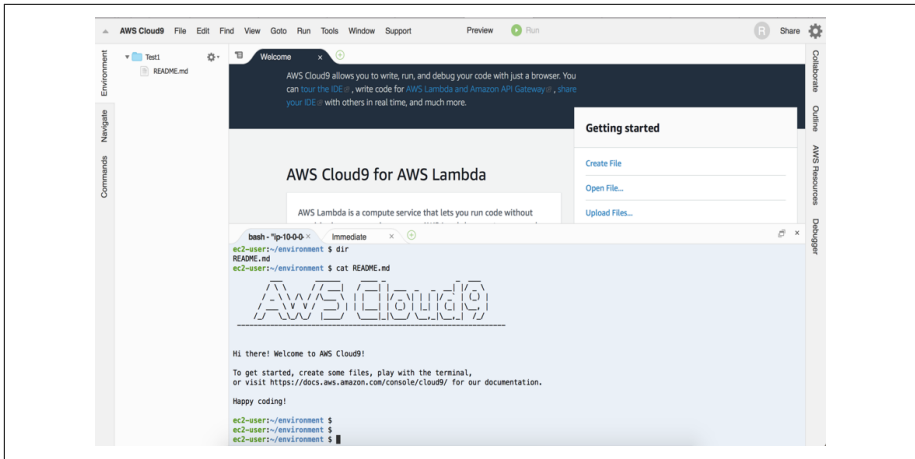 AWS Cloud9 File Edit Find View Goto Run Tools Window Support Preview Run R Share
Environment
Navigate
Commands
Test1
README.md
Welcome
AWS Cloud9 allows you to write, run, and debug your code with just a browser. You
can tour the IDE, write code for AWS Lambda and Amazon API Gateway, share
your IDE with others in real time, and much more.
AWS Cloud9 for AWS Lambda
AWS Lambda is a compute service that lets you run code without
Getting started
Create File
Open File...
Upload Files...
bash - "ip-10-0-0- Immediate
ec2-user:~/environment $ dir
README.md
ec2-user:~/environment $ cat README.md
AWS Cloud9
Hi there! Welcome to AWS Cloud9!
To get started, create some files, play with the terminal,
or visit https://docs.aws.amazon.com/console/cloud9/ for our documentation.
Happy coding!
ec2-user:~/environment $
ec2-user:~/environment $
ec2-user:~/environment $
Collaborate
Outline
AWS Resources
Debugger